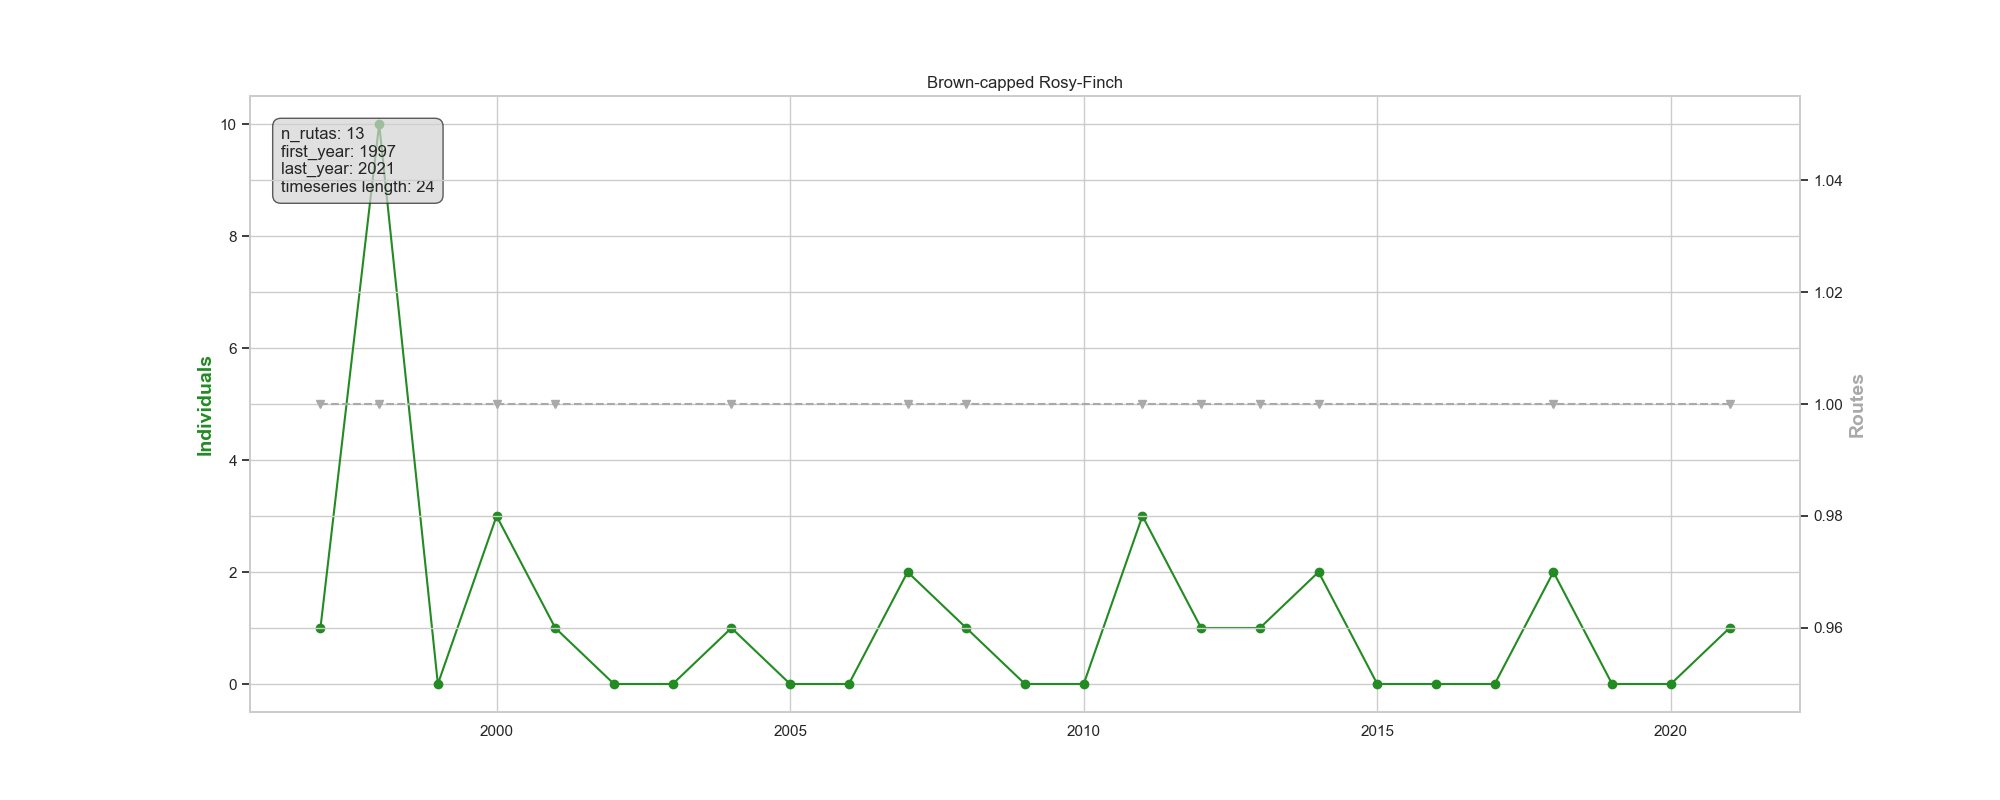 Brown-capped Rosy-Finch
n_rutas: 13
first_year: 1997
last_year: 2021
timeseries length: 24
10
8
6
4
2
0
Individuals
1.04
1.02
1.00
0.98
0.96
Routes
2000
2005
2010
2015
2020